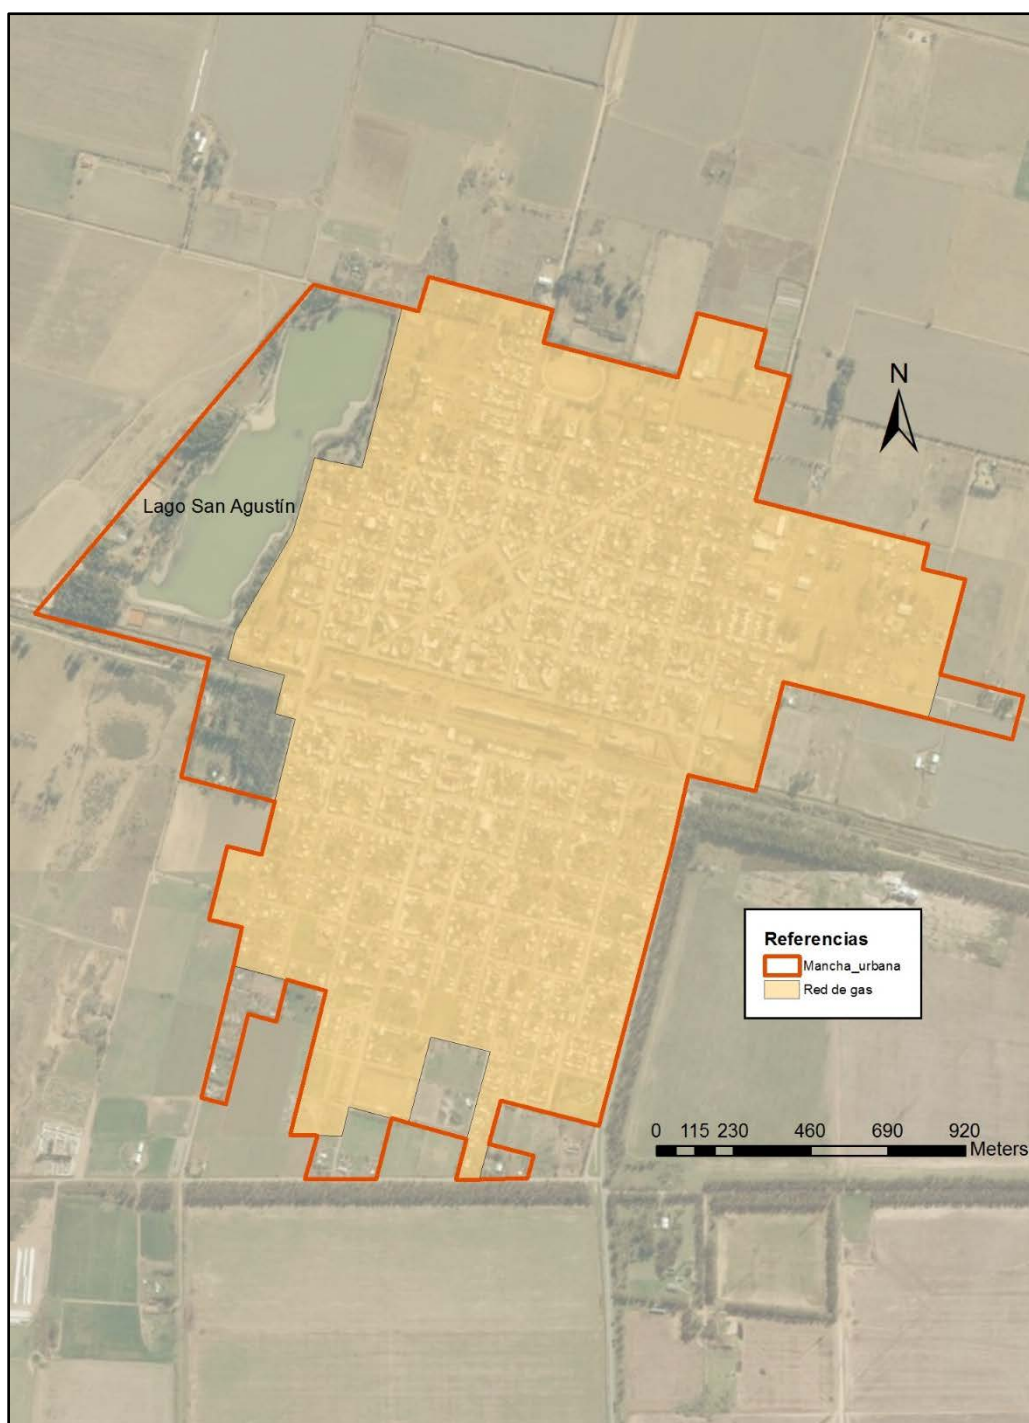 N
Lago San Agustín
Referencias
Mancha_urbana
Red de gas
0 115 230 460 690 920
Meters